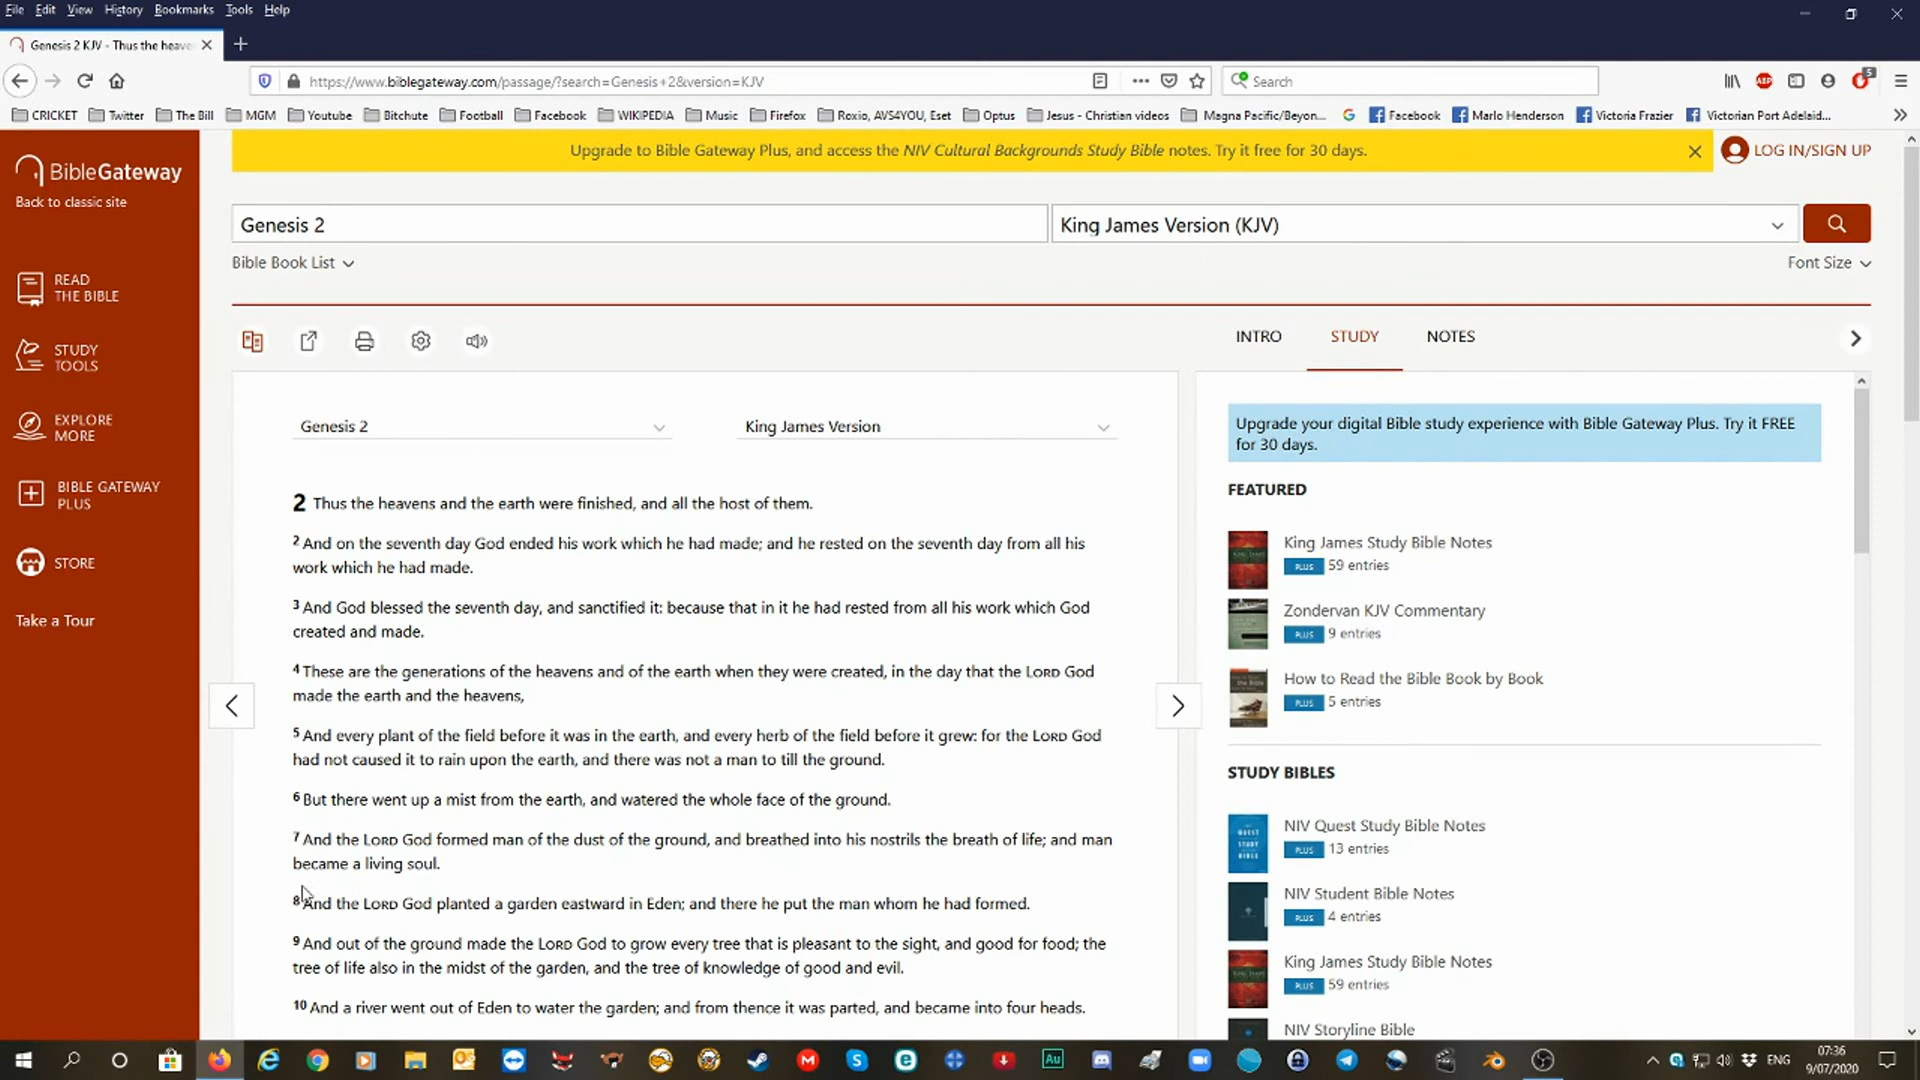 File Edit View History Bookmarks Tools Help
Genesis 2 KJV - Thus the heave
https://www.biblegateway.com/passage/?search=Genesis+2&version=KJV
Search
5
CRICKET Twitter The Bill MGM Youtube Bitchute Football Facebook WIKIPEDIA Music Firefox Roxio, AVS4YOU, Eset Optus Jesus - Christian videos Magna Pacific/Beyon... Facebook Marlo Henderson Victoria Frazier Victorian Port Adelaid...
BibleGateway
Back to classic site
READ
THE BIBLE
STUDY
TOOLS
EXPLORE
MORE
BIBLE GATEWAY
PLUS
STORE
Take a Tour
Upgrade to Bible Gateway Plus, and access the NIV Cultural Backgrounds Study Bible notes. Try it free for 30 days.
LOG IN/SIGN UP
Genesis 2
King James Version (KJV)
Bible Book List
Font Size
INTRO STUDY NOTES
Genesis 2
King James Version
2 Thus the heavens and the earth were finished, and all the host of them.
2 And on the seventh day God ended his work which he had made; and he rested on the seventh day from all his
work which he had made.
3 And God blessed the seventh day, and sanctified it: because that in it he had rested from all his work which God
created and made.
4 These are the generations of the heavens and of the earth when they were created, in the day that the LORD God
made the earth and the heavens,
5 And every plant of the field before it was in the earth, and every herb of the field before it grew: for the LORD God
had not caused it to rain upon the earth, and there was not a man to till the ground.
6 But there went up a mist from the earth, and watered the whole face of the ground.
7 And the LORD God formed man of the dust of the ground, and breathed into his nostrils the breath of life; and man
became a living soul.
8 And the LORD God planted a garden eastward in Eden; and there he put the man whom he had formed.
9 And out of the ground made the LORD God to grow every tree that is pleasant to the sight, and good for food; the
tree of life also in the midst of the garden, and the tree of knowledge of good and evil.
10 And a river went out of Eden to water the garden; and from thence it was parted, and became into four heads.
Upgrade your digital Bible study experience with Bible Gateway Plus. Try it FREE
for 30 days.
FEATURED
King James Study Bible Notes
PLUS 59 entries
Zondervan KJV Commentary
PLUS 9 entries
How to Read the Bible Book by Book
PLUS 5 entries
STUDY BIBLES
NIV Quest Study Bible Notes
PLUS 13 entries
NIV Student Bible Notes
PLUS 4 entries
King James Study Bible Notes
PLUS 59 entries
NIV Storyline Bible
ENG
07:36
9/07/2020